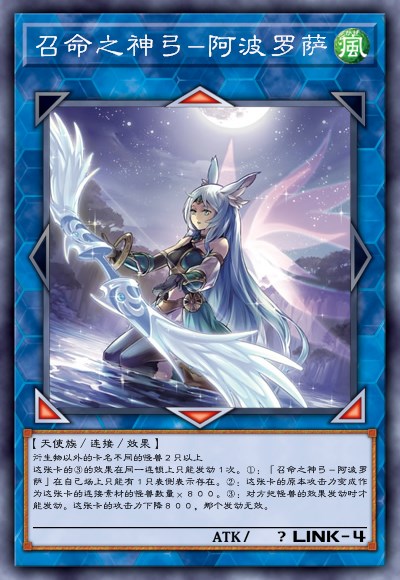 召命之神弓-阿波罗萨
風
【天使族／连接／效果】
衍生物以外的卡名不同的怪兽2只以上
这张卡的③的效果在同一连锁上只能发动1次。①：「召命之神弓-阿波罗
萨」在自己场上只能有1只表侧表示存在。②：这张卡的原本攻击力变成作
为这张卡的连接素材的怪兽数量×800。③：对方把怪兽的效果发动时才
能发动。这张卡的攻击力下降800，那个发动无效。
ATK/ ? LINK-4